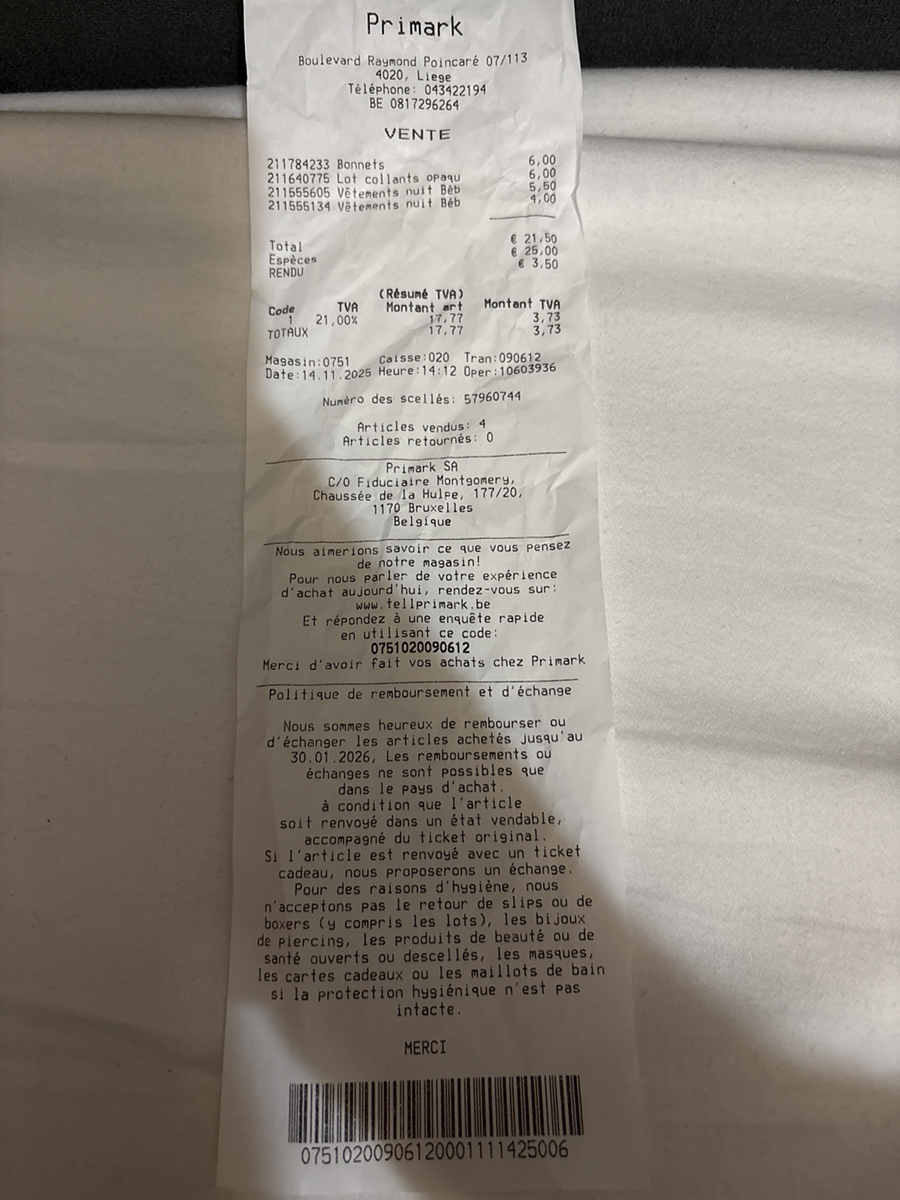 Primark
Boulevard Raymond Poincaré 07/113
4020, Liege
Téléphone: 043422194
BE 0817296264
VENTE
211784233 Bonnets 6,00
211640775 Lot collants opaqu 6,00
211555605 Vêtements nuit Béb 5,50
211555134 Vêtements nuit Béb 4,00
Total € 21,50
Espèces € 25,00
RENDU € 3,50
(Résumé TVA)
Code TVA Montant art Montant TVA
1 21,00% 17,77 3,73
TOTAUX 17,77 3,73
Magasin:0751 Caisse:020 Tran:090612
Date:14.11.2025 Heure:14:12 Oper:10603936
Numéro des scellés: 57960744
Articles vendus: 4
Articles retournés: 0
Primark SA
C/O Fiduciaire Montgomery,
Chaussée de la Hulpe, 177/20,
1170 Bruxelles
Belgique
Nous aimerions savoir ce que vous pensez
de notre magasin!
Pour nous parler de votre expérience
d'achat aujourd'hui, rendez-vous sur:
www.tellprimark.be
Et répondez à une enquête rapide
en utilisant ce code:
0751020090612
Merci d'avoir fait vos achats chez Primark
Politique de remboursement et d'échange
Nous sommes heureux de rembourser ou
d'échanger les articles achetés jusqu'au
30.01.2026, Les remboursements ou
échanges ne sont possibles que
dans le pays d'achat.
à condition que l'article
soit renvoyé dans un état vendable,
accompagné du ticket original.
Si l'article est renvoyé avec un ticket
cadeau, nous proposerons un échange.
Pour des raisons d'hygiène, nous
n'acceptons pas le retour de slips ou de
boxers (y compris les lots), les bijoux
de piercing, les produits de beauté ou de
santé ouverts ou descellés, les masques,
les cartes cadeaux ou les maillots de bain
si la protection hygiénique n'est pas
intacte.
MERCI
07510200906120001111425006